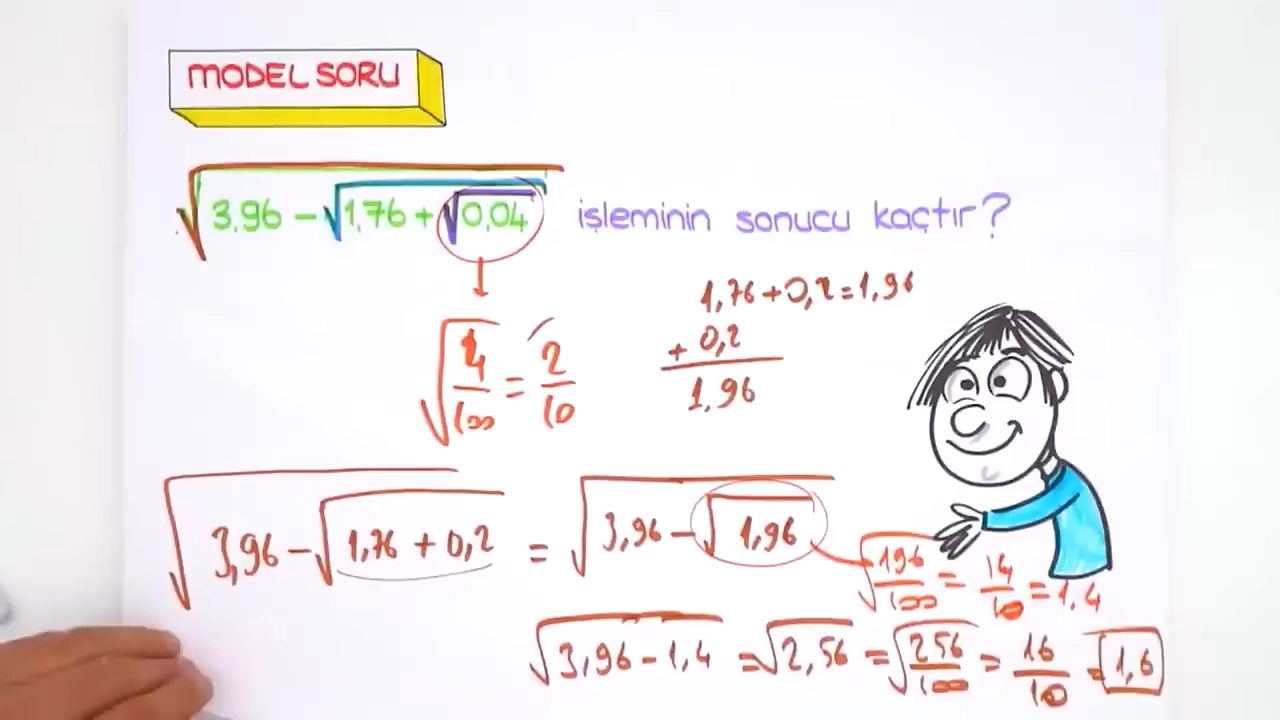 MODEL SORU
√(3,96 − √(1,76 + √0,04)) işleminin sonucu kaçtır?
√(4/100) = 2/10
1,76+0,2=1,96
+ 0,2
1,96
√(3,96 − √(1,76 + 0,2)) = √(3,96 − √1,96)
√(196/100) = 14/10 = 1,4
√(3,96 − 1,4) = √2,56 = √(256/100) = 16/10 = 1,6